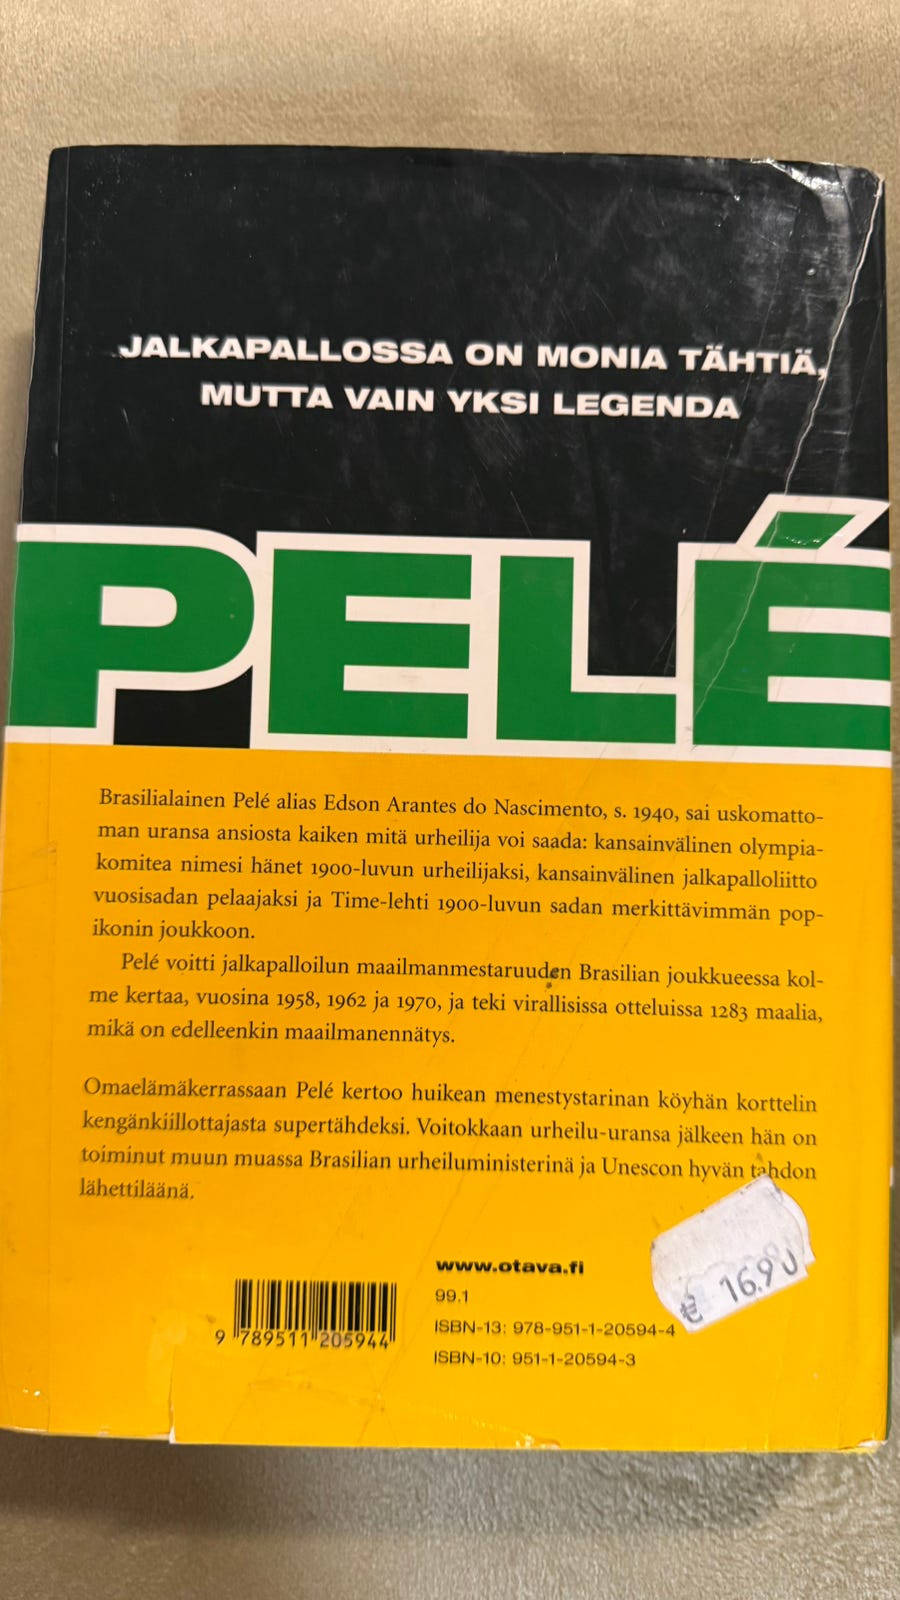 JALKAPALLOSSA ON MONIA TÄHTIÄ,
MUTTA VAIN YKSI LEGENDA
PELÉ
Brasilialainen Pelé alias Edson Arantes do Nascimento, s. 1940, sai uskomatto-
man uransa ansiosta kaiken mitä urheilija voi saada: kansainvälinen olympia-
komitea nimesi hänet 1900-luvun urheilijaksi, kansainvälinen jalkapalloliitto
vuosisadan pelaajaksi ja Time-lehti 1900-luvun sadan merkittävimmän pop-
ikonin joukkoon.
Pelé voitti jalkapalloilun maailmanmestaruuden Brasilian joukkueessa kol-
me kertaa, vuosina 1958, 1962 ja 1970, ja teki virallisissa otteluissa 1283 maalia,
mikä on edelleenkin maailmanennätys.
Omaelämäkerrassaan Pelé kertoo huikean menestystarinan köyhän korttelin
kengänkiillottajasta supertähdeksi. Voitokkaan urheilu-uransa jälkeen hän on
toiminut muun muassa Brasilian urheiluministerinä ja Unescon hyvän tahdon
lähettiläänä.
www.otava.fi
99.1
ISBN-13: 978-951-1-20594-4
ISBN-10: 951-1-20594-3
9 789511 205944
€ 16.90